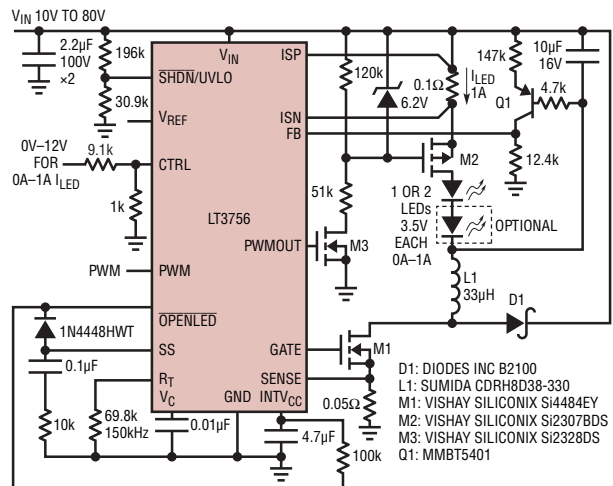 VIN 10V TO 80V
2.2µF
100V
×2
196k
30.9k
VIN
SHDN/UVLO
VREF
0V–12V
FOR
0A–1A ILED
9.1k
1k
CTRL
LT3756
PWM
PWM
OPENLED
1N4448HWT
SS
RT
VC
GND
INTVCC
0.1µF
10k
69.8k
150kHz
0.01µF
4.7µF
100k
ISP
ISN
FB
PWMOUT
GATE
SENSE
120k
6.2V
51k
M3
0.1Ω
ILED
1A
M2
147k
10µF
16V
Q1
4.7k
12.4k
1 OR 2
LEDs
3.5V
EACH
0A–1A
OPTIONAL
L1
33µH
D1
M1
0.05Ω
D1: DIODES INC B2100
L1: SUMIDA CDRH8D38-330
M1: VISHAY SILICONIX Si4484EY
M2: VISHAY SILICONIX Si2307BDS
M3: VISHAY SILICONIX Si2328DS
Q1: MMBT5401